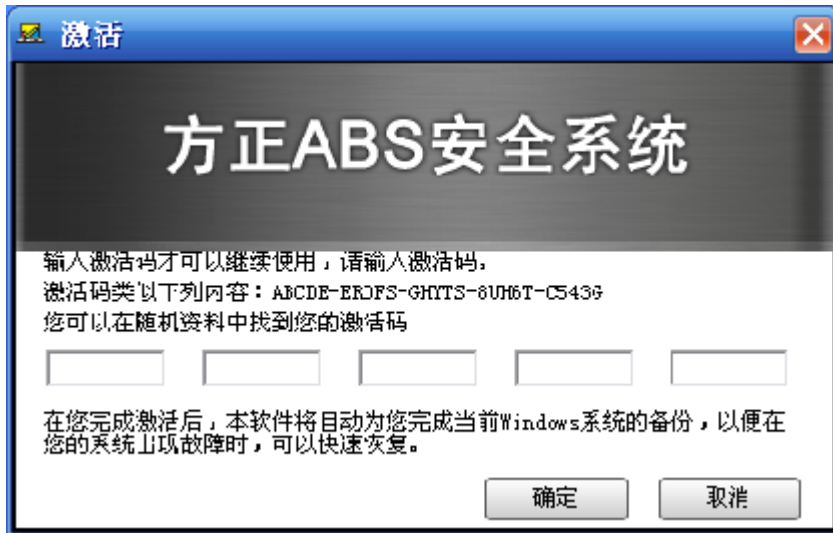 激活
方正ABS安全系统
输入激活码才可以继续使用，请输入激活码。
激活码类似下列内容：ABCDE-ERDFS-GHYTS-8UH6T-C543G
您可以在随机资料中找到您的激活码
在您完成激活后，本软件将自动为您完成当前Windows系统的备份，以便在
您的系统出现故障时，可以快速恢复。
确定
取消